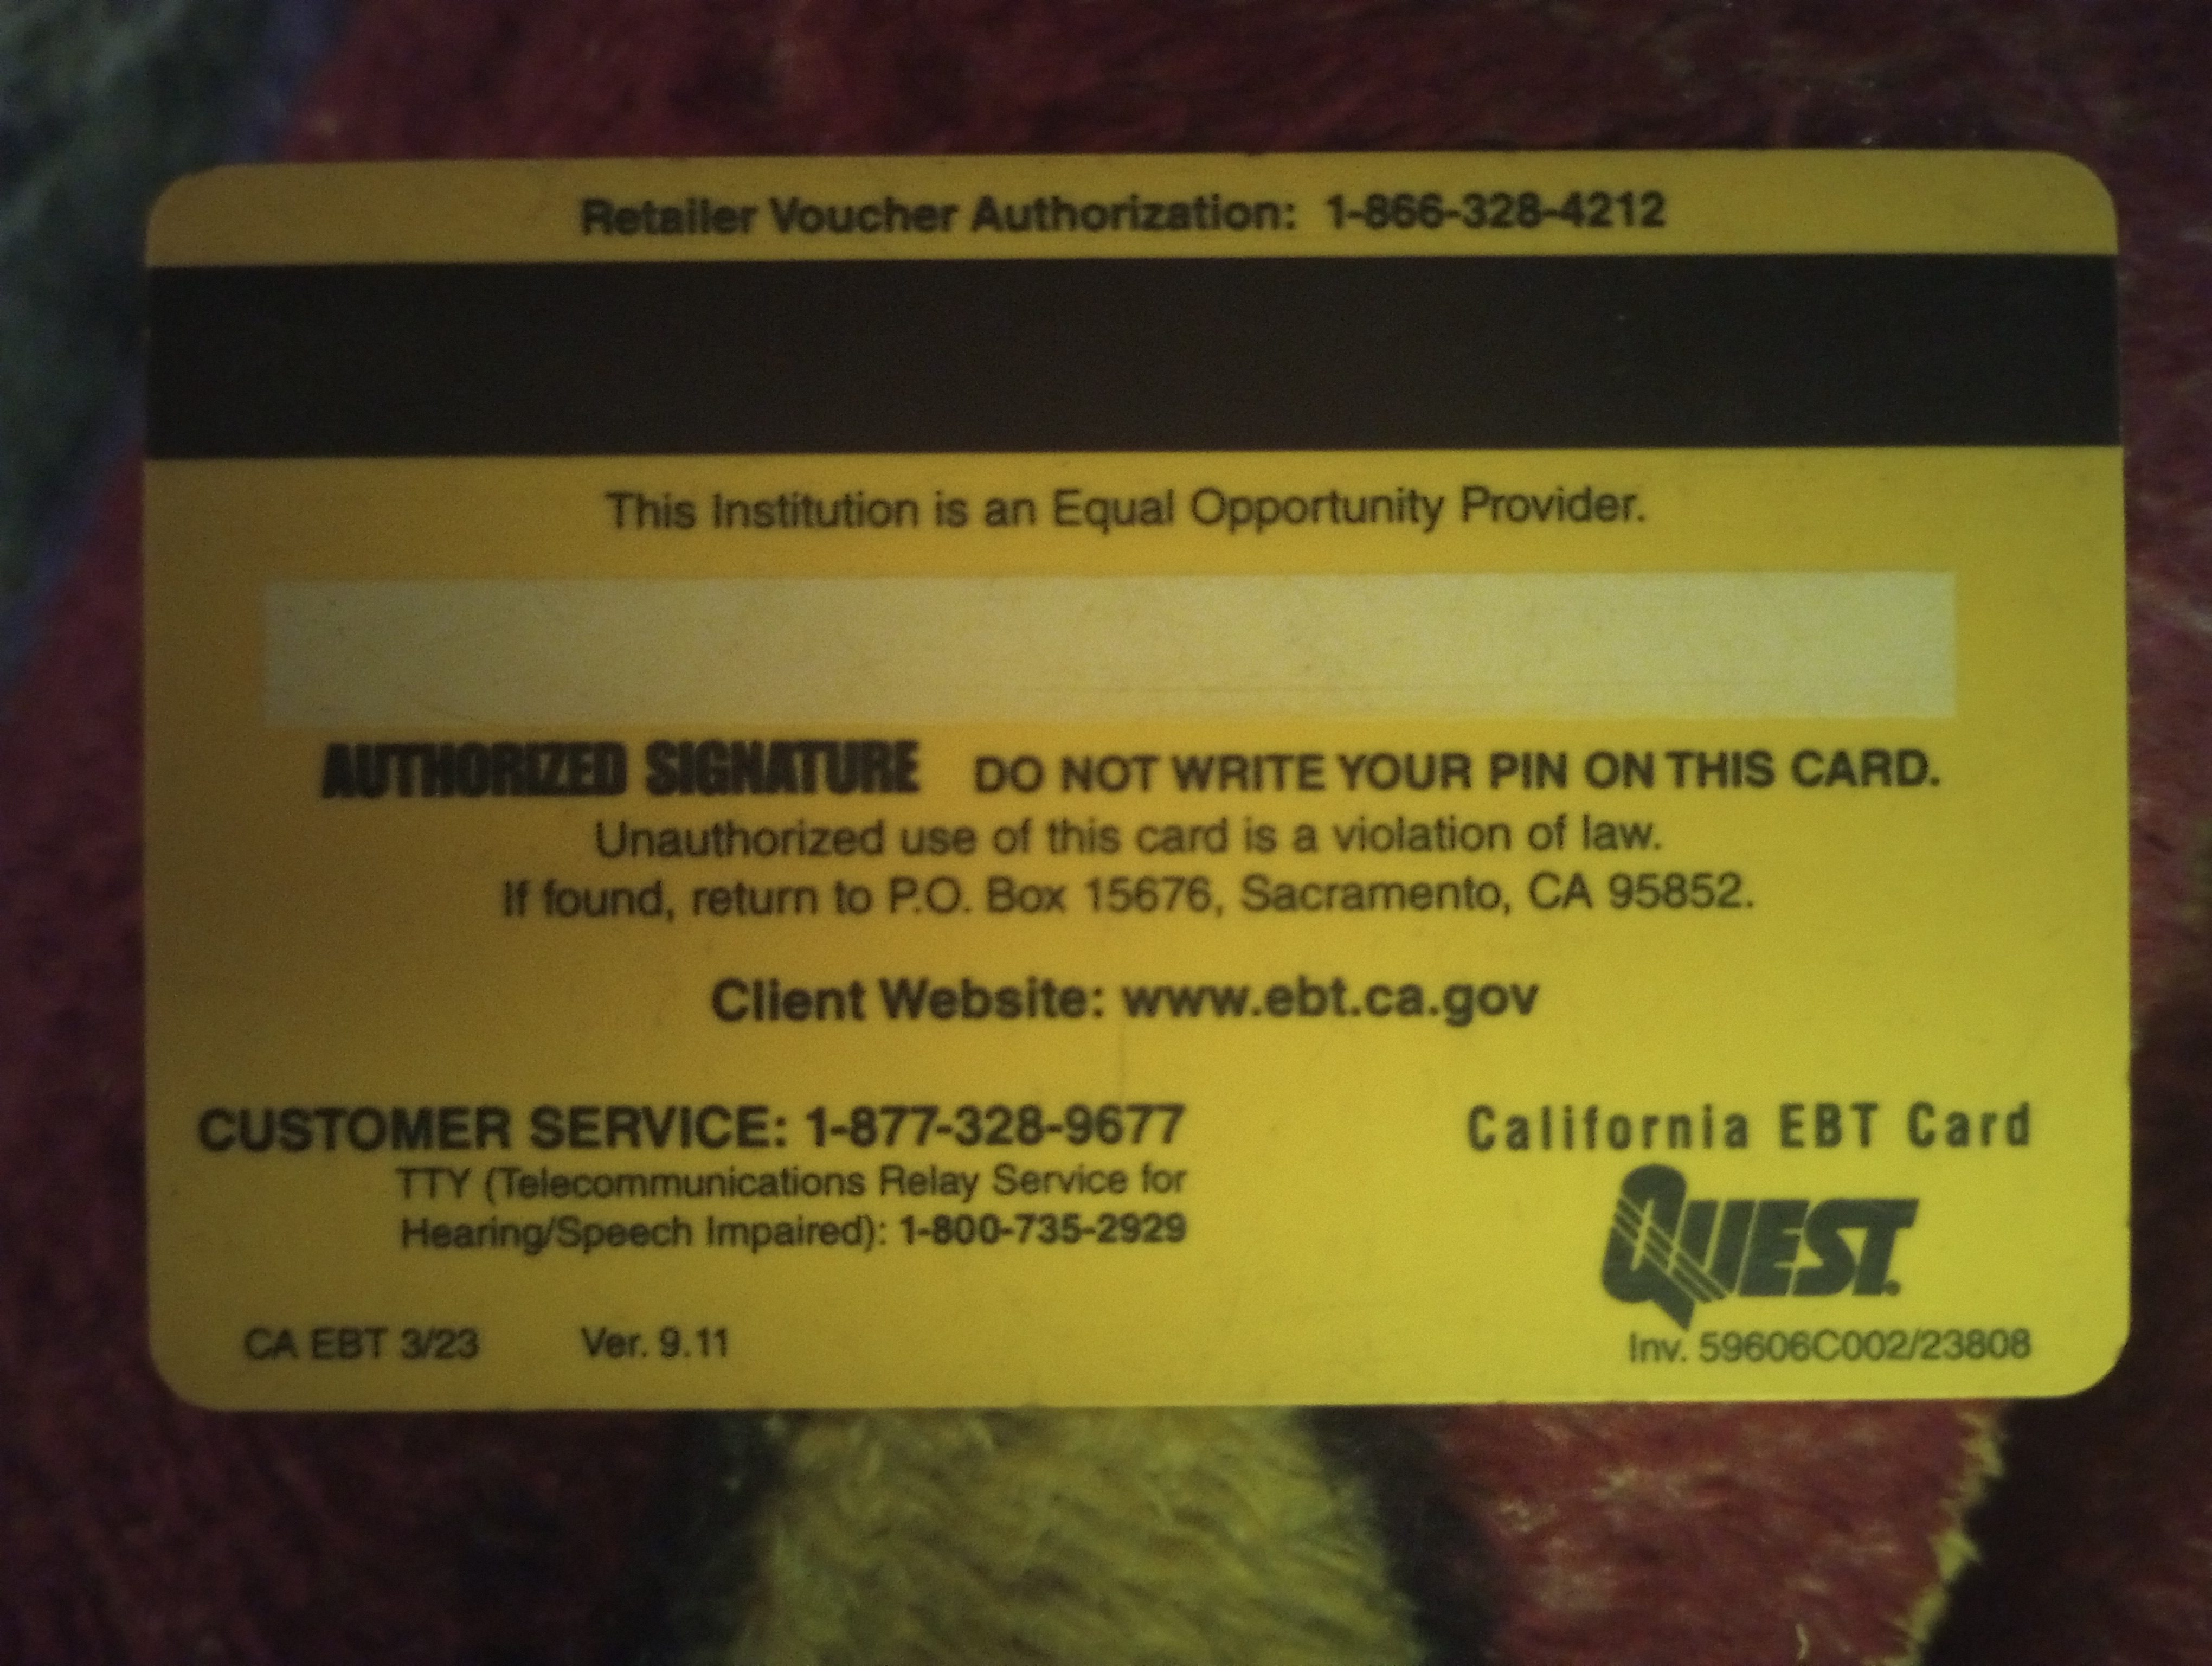 Retailer Voucher Authorization: 1-866-328-4212
This Institution is an Equal Opportunity Provider.
AUTHORIZED SIGNATURE DO NOT WRITE YOUR PIN ON THIS CARD.
Unauthorized use of this card is a violation of law.
If found, return to P.O. Box 15676, Sacramento, CA 95852.
Client Website: www.ebt.ca.gov
CUSTOMER SERVICE: 1-877-328-9677
TTY (Telecommunications Relay Service for
Hearing/Speech Impaired): 1-800-735-2929
California EBT Card
QUEST.
CA EBT 3/23 Ver. 9.11
Inv. 59606C002/23808